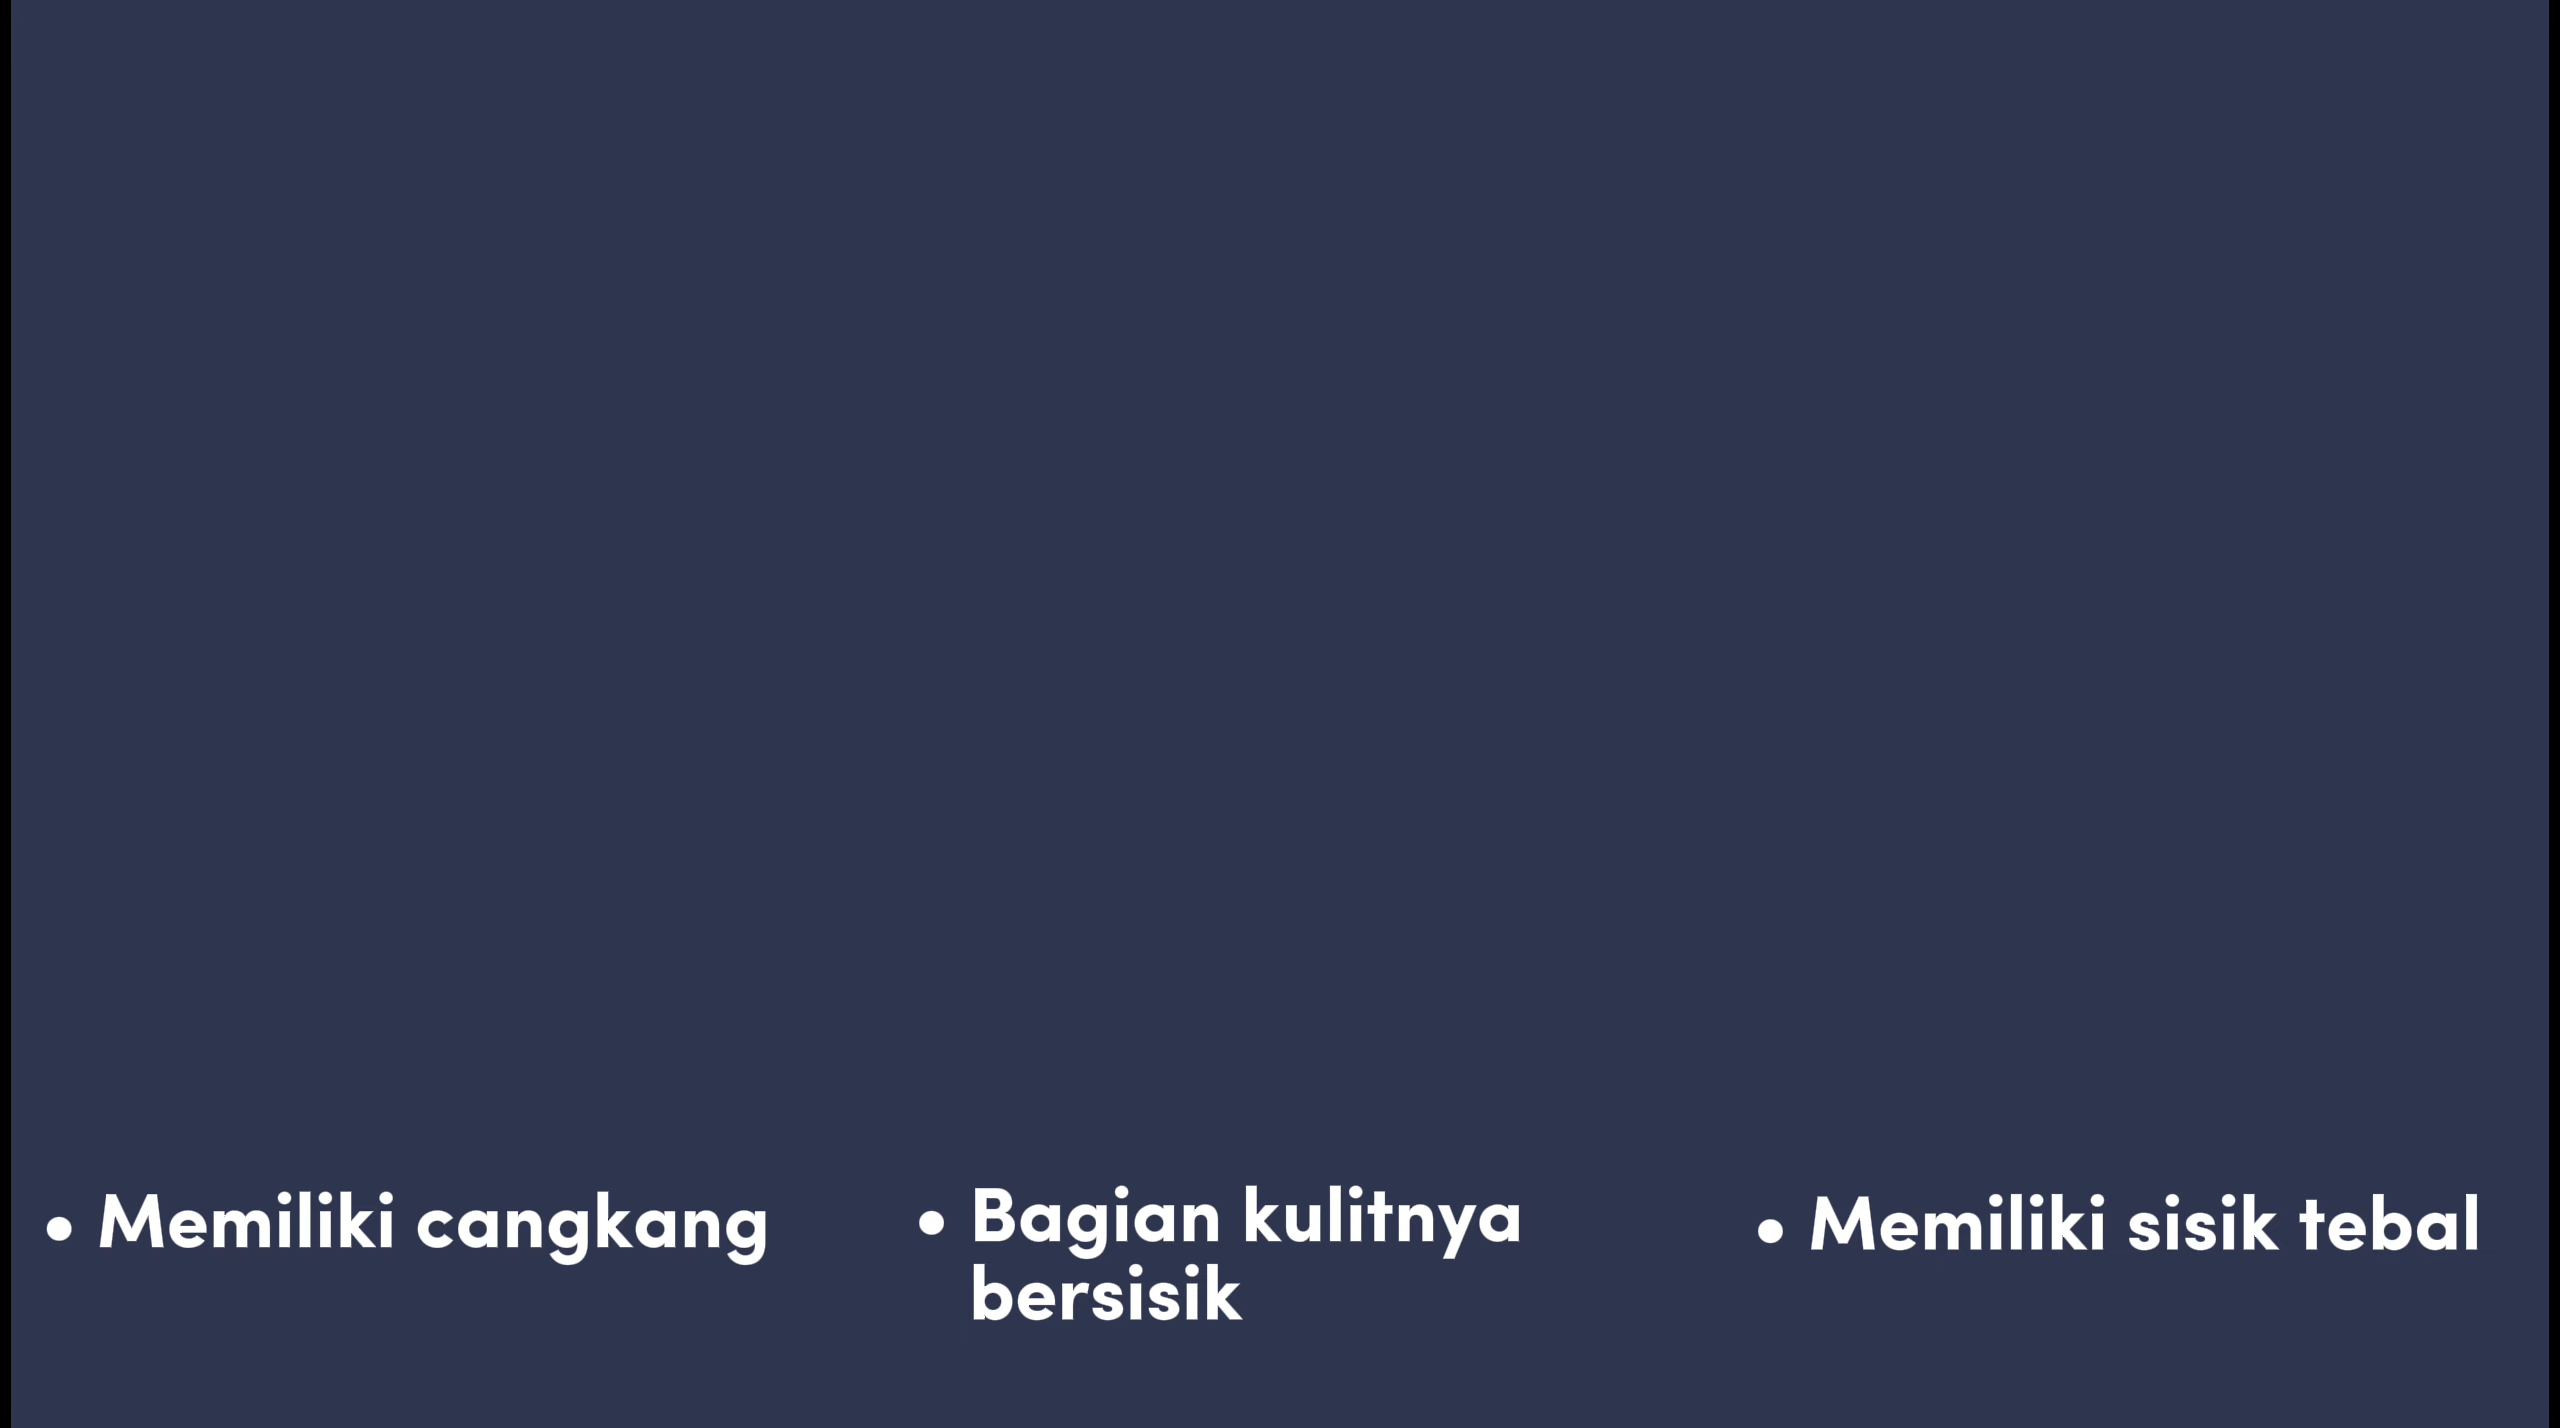 • Memiliki cangkang
• Bagian kulitnya
bersisik
• Memiliki sisik tebal